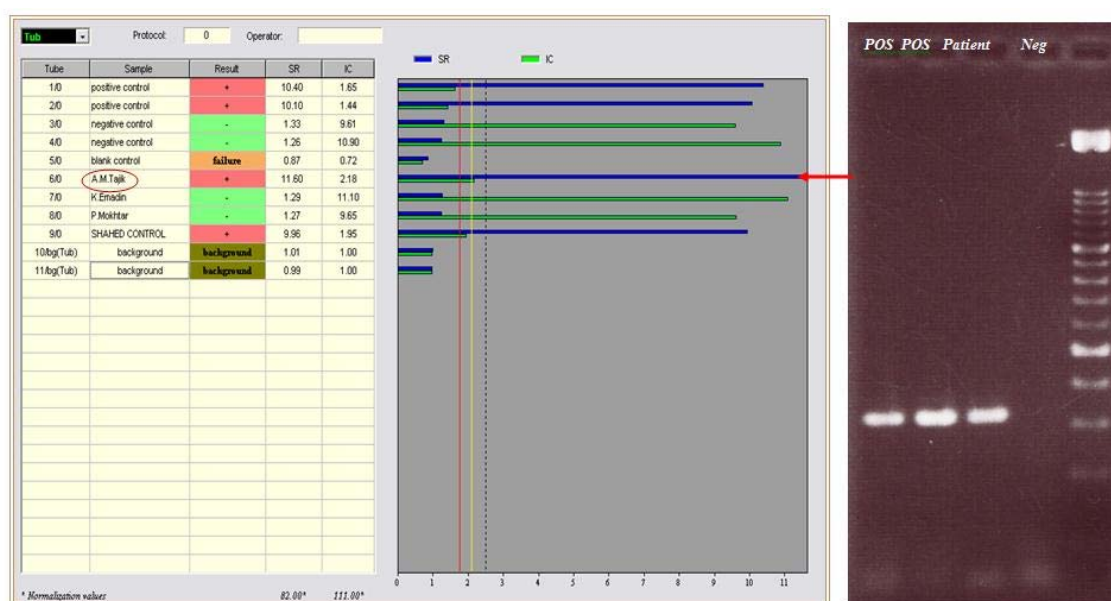 Tub Protocol: 0 Operator:
SR IC
Tube Sample Result SR IC
1/0 positive control + 10.40 1.65
2/0 positive control + 10.10 1.44
3/0 negative control - 1.33 9.61
4/0 negative control - 1.26 10.90
5/0 blank control failure 0.87 0.72
6/0 A.M.Tajik + 11.60 2.18
7/0 K.Emadin - 1.29 11.10
8/0 P.Mokhtar - 1.27 9.65
9/0 SHAHED CONTROL + 9.96 1.95
10/bg(Tub) background background 1.01 1.00
11/bg(Tub) background background 0.99 1.00
0 1 2 3 4 5 6 7 8 9 10 11
* Normalization values 82.00* 111.00*
POS POS Patient Neg